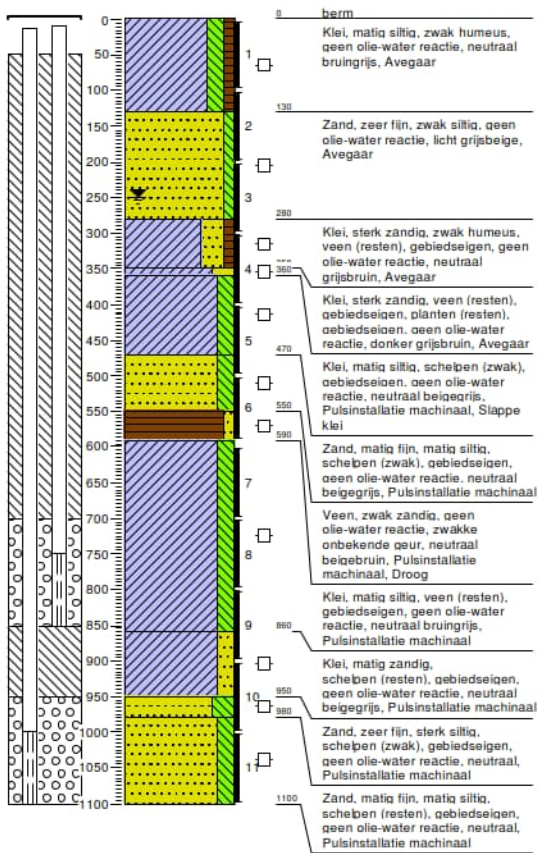 0
50
100
150
200
250
300
350
400
450
500
550
600
650
700
750
800
850
900
950
1000
1050
1100
1
2
3
4
5
6
7
8
9
10
11
0 berm
Klei, matig siltig, zwak humeus,
geen olie-water reactie, neutraal
bruingrijs, Avegaar
130
Zand, zeer fijn, zwak siltig, geen
olie-water reactie, licht grijsbeige,
Avegaar
280
Klei, sterk zandig, zwak humeus,
veen (resten), gebiedseigen, geen
olie-water reactie, neutraal
grijsbruin, Avegaar
360
Klei, sterk zandig, veen (resten),
gebiedseigen, planten (resten),
gebiedseigen, geen olie-water
reactie, donker grijsbruin, Avegaar
470
Klei, matig siltig, schelpen (zwak),
gebiedseigen, geen olie-water
reactie, neutraal beigegrijs,
Pulsinstallatie machinaal, Slappe
klei
550
Zand, matig fijn, matig siltig,
schelpen (zwak), gebiedseigen,
geen olie-water reactie, neutraal
beigegrijs, Pulsinstallatie machinaal
590
Veen, zwak zandig, geen
olie-water reactie, zwakke
onbekende geur, neutraal
beigebruin, Pulsinstallatie
machinaal, Droog
Klei, matig siltig, veen (resten),
gebiedseigen, geen olie-water
reactie, neutraal bruingrijs,
Pulsinstallatie machinaal
860
Klei, matig zandig,
schelpen (resten), gebiedseigen,
geen olie-water reactie, neutraal
beigegrijs, Pulsinstallatie machinaal
950
Zand, zeer fijn, sterk siltig,
schelpen (zwak), gebiedseigen,
geen olie-water reactie, neutraal,
Pulsinstallatie machinaal
980
Zand, matig fijn, matig siltig,
schelpen (resten), gebiedseigen,
geen olie-water reactie, neutraal,
Pulsinstallatie machinaal
1100